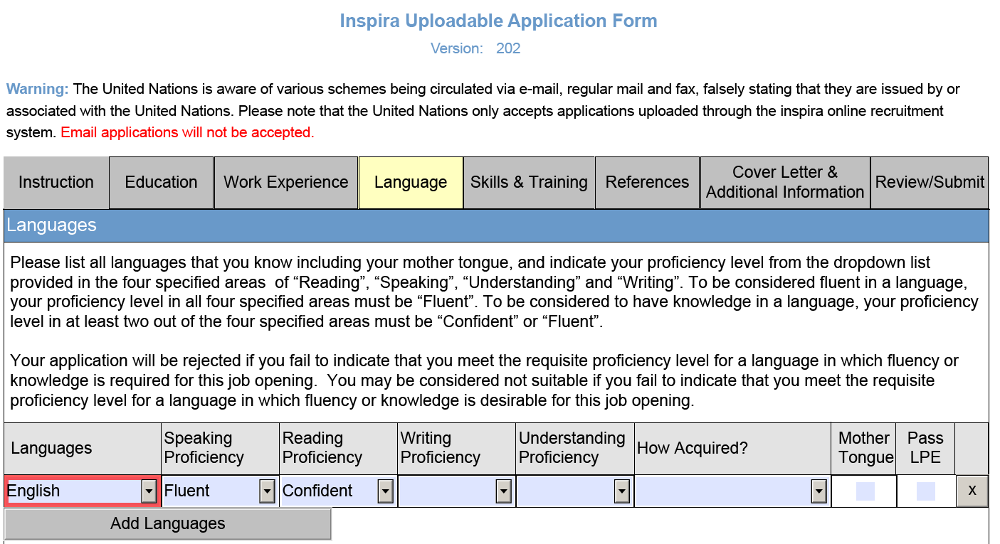 Inspira Uploadable Application Form
Version: 202
Warning: The United Nations is aware of various schemes being circulated via e-mail, regular mail and fax, falsely stating that they are issued by or
associated with the United Nations. Please note that the United Nations only accepts applications uploaded through the inspira online recruitment
system. Email applications will not be accepted.
Instruction
Education
Work Experience
Language
Skills & Training
References
Cover Letter &
Additional Information
Review/Submit
Languages
Please list all languages that you know including your mother tongue, and indicate your proficiency level from the dropdown list
provided in the four specified areas of “Reading”, “Speaking”, “Understanding” and “Writing”. To be considered fluent in a language,
your proficiency level in all four specified areas must be “Fluent”. To be considered to have knowledge in a language, your proficiency
level in at least two out of the four specified areas must be “Confident” or “Fluent”.
Your application will be rejected if you fail to indicate that you meet the requisite proficiency level for a language in which fluency or
knowledge is required for this job opening. You may be considered not suitable if you fail to indicate that you meet the requisite
proficiency level for a language in which fluency or knowledge is desirable for this job opening.
Languages
Speaking
Proficiency
Reading
Proficiency
Writing
Proficiency
Understanding
Proficiency
How Acquired?
Mother
Tongue
Pass
LPE
English
Fluent
Confident
x
Add Languages